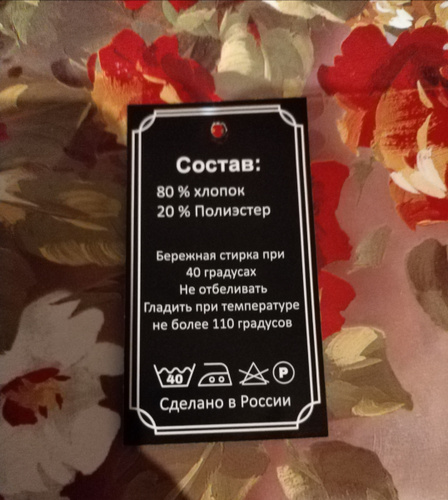 Состав:
80 % хлопок
20 % Полиэстер
Бережная стирка при
40 градусах
Не отбеливать
Гладить при температуре
не более 110 градусов
40 P
Сделано в России